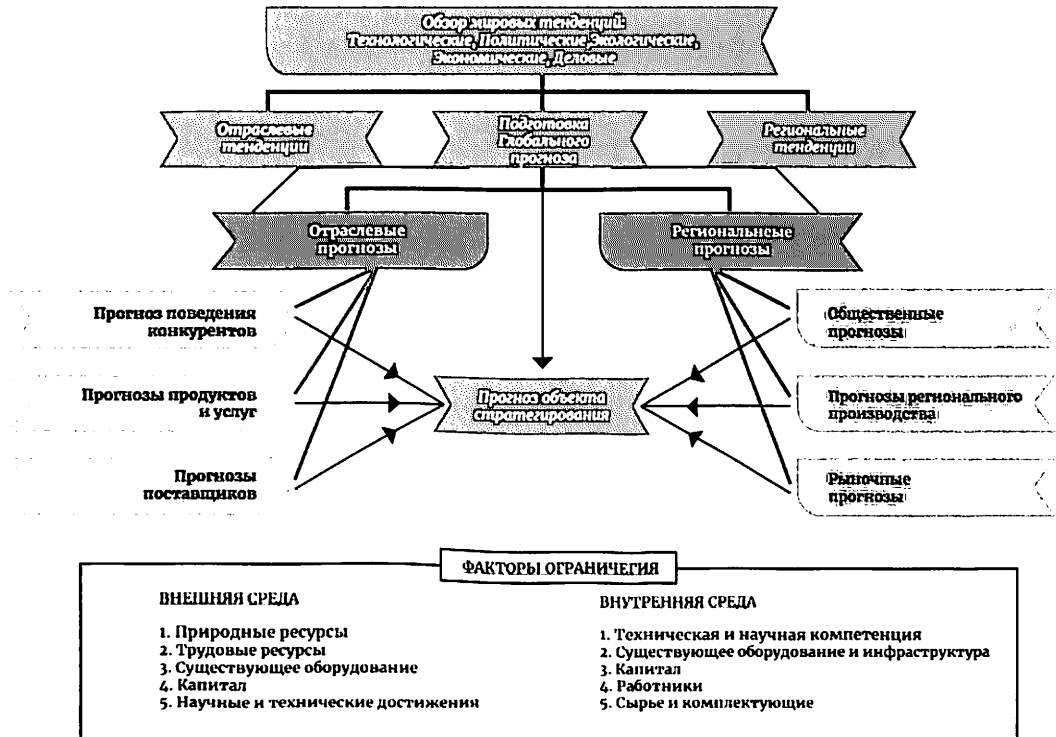 Обзор мировых тенденций:
Технологические, Политические Экологические,
Экономические, Деловые
Отраслевые
тенденции
Подготовка
Глобального
прогноза
Региональные
тенденции
Отраслевые
прогнозы
Региональнеые
прогнозы
Прогноз поведения
конкурентов
Общественные
прогнозы
Прогнозы продуктов
и услуг
Прогноз объекта
стратегирования
Прогнозы регионального
производства
Прогнозы
поставщиков
Рыночные
прогнозы
ФАКТОРЫ ОГРАНИЧЕГИЯ
ВНЕШНЯЯ СРЕДА
1. Природные ресурсы
2. Трудовые ресурсы
3. Существующее оборудование
4. Капитал
5. Научные и технические достижения
ВНУТРЕННЯЯ СРЕДА
1. Техническая и научная компетенция
2. Существующее оборудование и инфраструктура
3. Капитал
4. Работники
5. Сырье и комплектующие